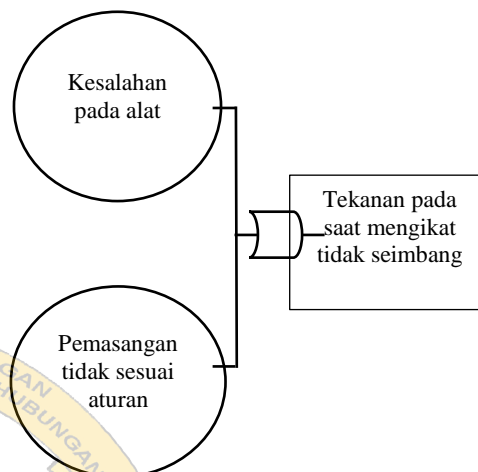 Kesalahan
pada alat
Tekanan pada
saat mengikat
tidak seimbang
Pemasangan
tidak sesuai
aturan